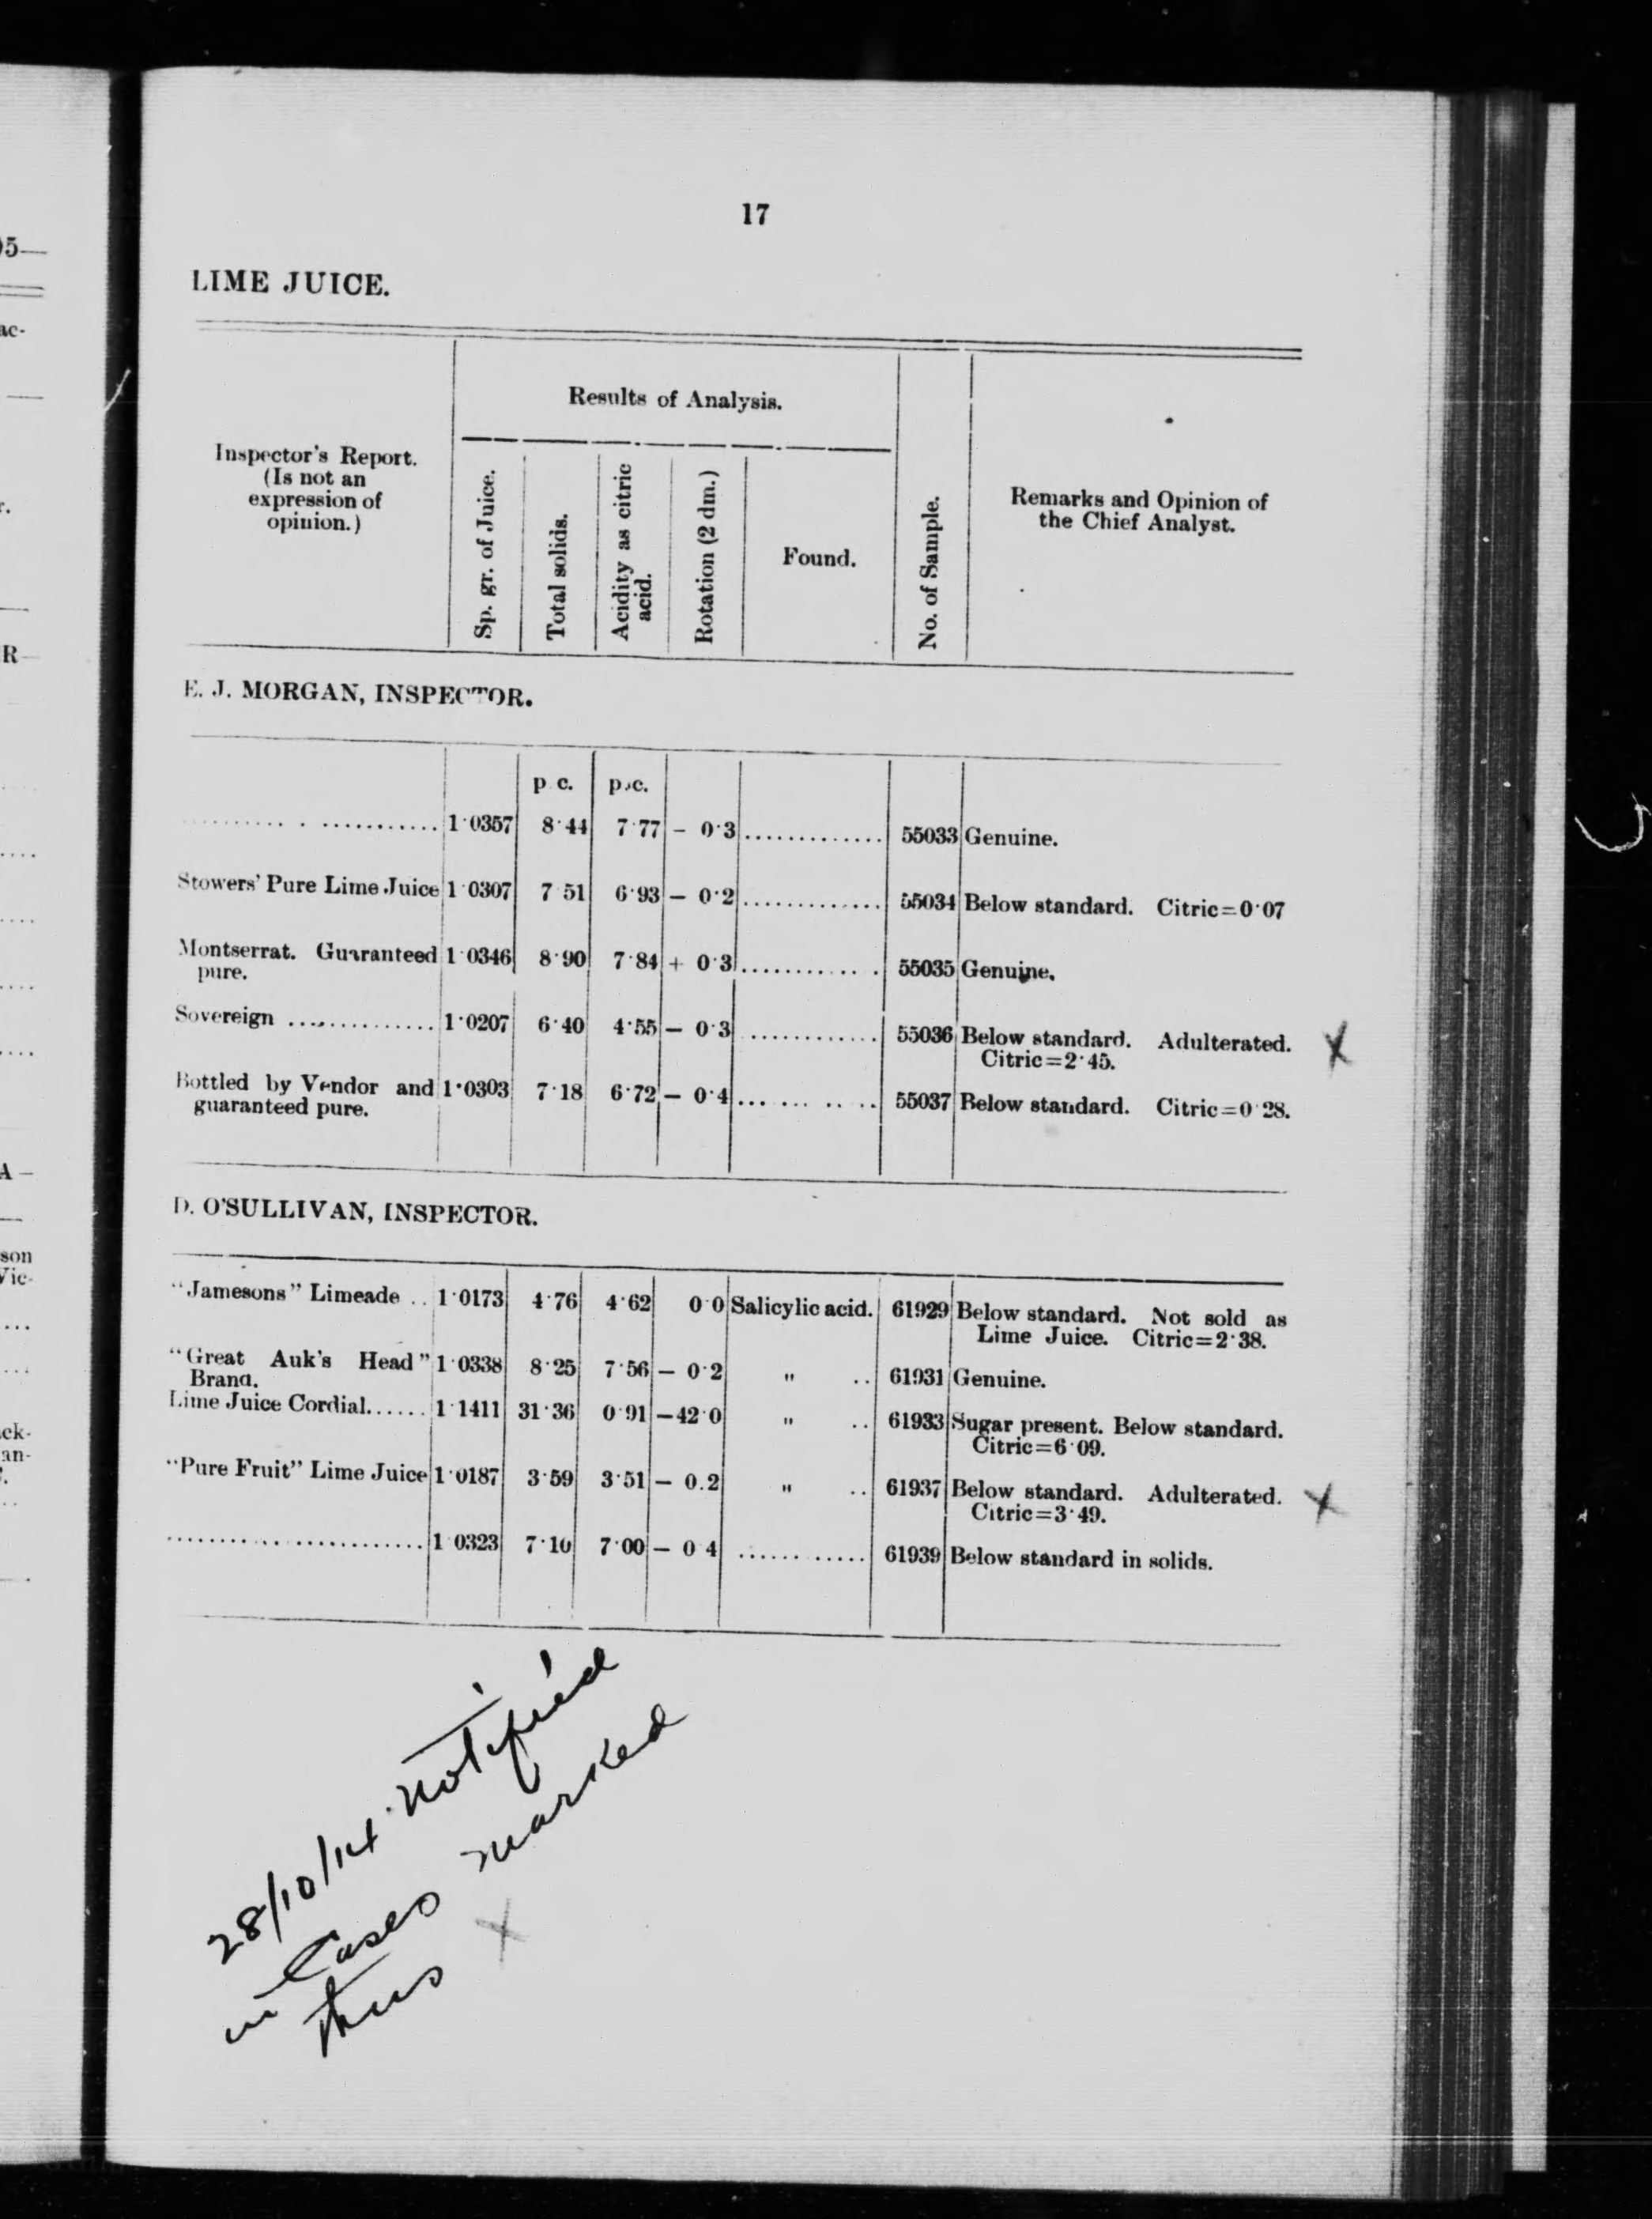 17
LIME JUICE.
Results of Analysis.
Inspector's Report.
(Is not an
expression of
opinion.)
Sp. gr. of Juice.
Total solids.
Acidity as citric
acid.
Rotation (2 dm.)
Found.
No. of Sample.
Remarks and Opinion of
the Chief Analyst.
E. J. MORGAN, INSPECTOR.
p c. p.c.
1·0357 8·44 7·77 – 0·3 ............. 55033 Genuine.
Stowers' Pure Lime Juice 1·0307 7·51 6·93 – 0·2 ............. 55034 Below standard. Citric=0·07
Montserrat. Guaranteed 1·0346 8·90 7·84 + 0·3 ............. 55035 Genuine.
pure.
Sovereign .............. 1·0207 6·40 4·55 – 0·3 ............. 55036 Below standard. Adulterated. X
Citric=2·45.
Bottled by Vendor and 1·0303 7·18 6·72 – 0·4 ............. 55037 Below standard. Citric=0·28.
guaranteed pure.
D. O'SULLIVAN, INSPECTOR.
"Jamesons" Limeade .. 1·0173 4·76 4·62 0·0 Salicylic acid. 61929 Below standard. Not sold as
Lime Juice. Citric=2·38.
"Great Auk's Head" 1·0338 8·25 7·56 – 0·2 " .. 61931 Genuine.
Brand.
Lime Juice Cordial...... 1·1411 31·36 0·91 –42·0 " .. 61933 Sugar present. Below standard.
Citric=6·09.
"Pure Fruit" Lime Juice 1·0187 3·59 3·51 – 0.2 " .. 61937 Below standard. Adulterated. X
Citric=3·49.
........................ 1·0323 7·10 7·00 – 0·4 ............ 61939 Below standard in solids.
28/10/14. notified
in Cases marked
thus X